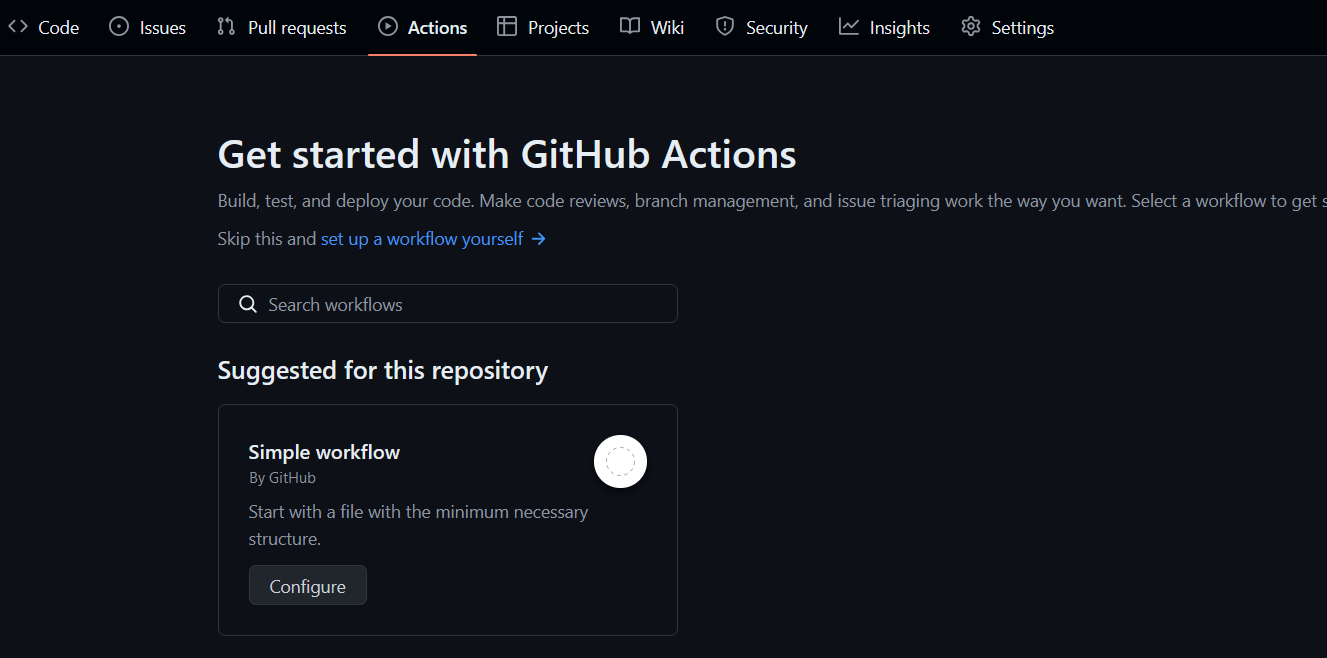 Code Issues Pull requests Actions Projects Wiki Security Insights Settings
Get started with GitHub Actions
Build, test, and deploy your code. Make code reviews, branch management, and issue triaging work the way you want. Select a workflow to get s
Skip this and set up a workflow yourself →
Search workflows
Suggested for this repository
Simple workflow
By GitHub
Start with a file with the minimum necessary
structure.
Configure